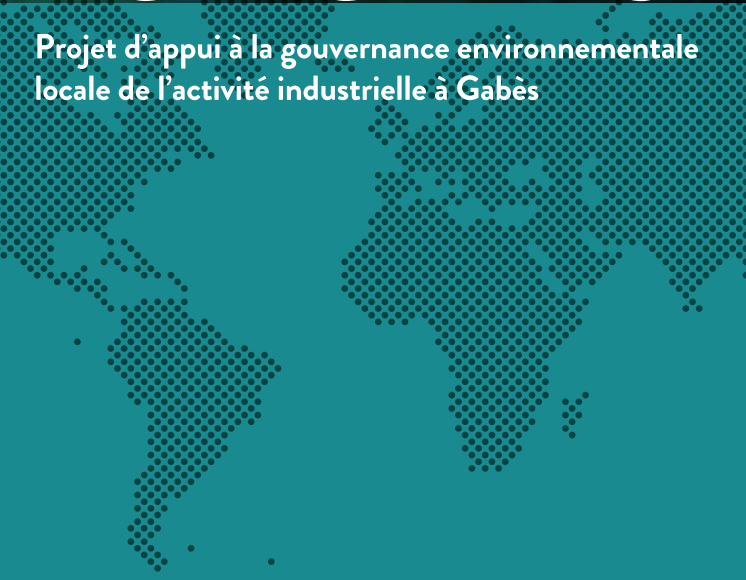 Projet d’appui à la gouvernance environnementale
locale de l’activité industrielle à Gabès